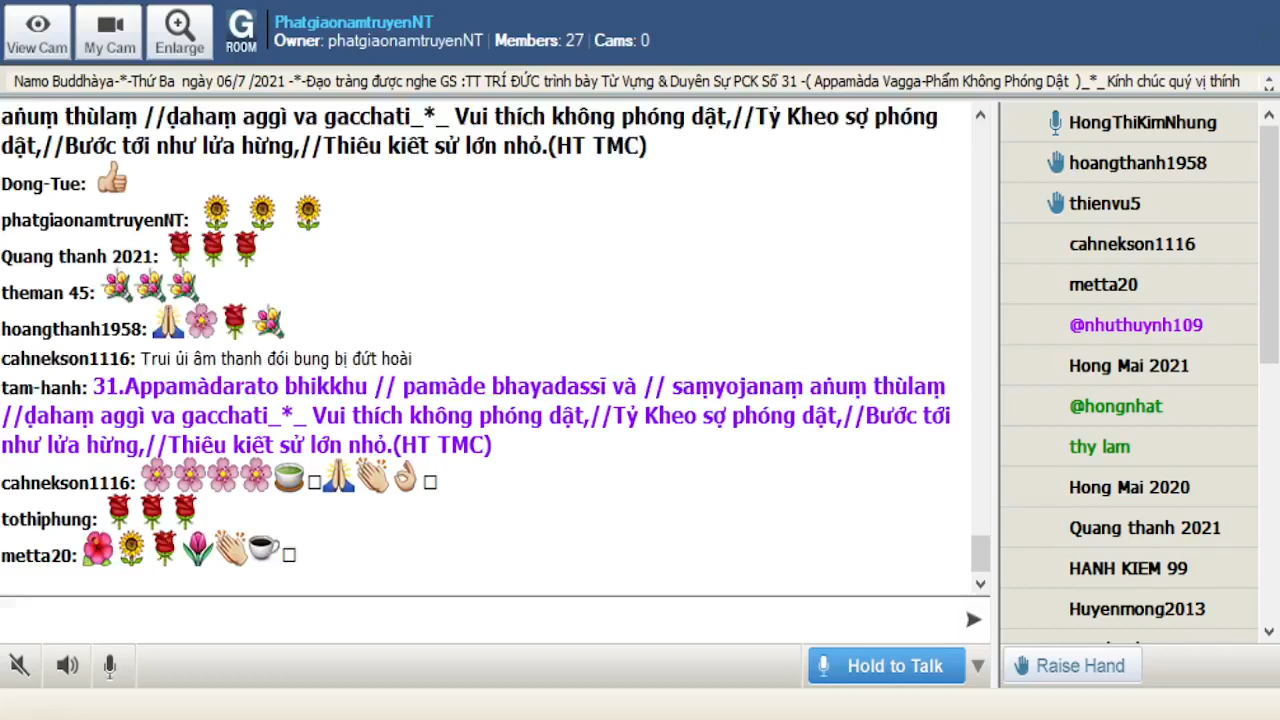 View Cam
My Cam
Enlarge
G
ROOM
PhatgiaonamtruyenNT
Owner: phatgiaonamtruyenNT | Members: 27 | Cams: 0
Namo Buddhàya-*-Thứ Ba ngày 06/7 /2021 -*-Đạo tràng được nghe GS :TT TRÍ ĐỨC trình bày Từ Vựng & Duyên Sự PCK Số 31 -( Appamàda Vagga-Phẩm Không Phóng Dật )_*_Kính chúc quý vị thính
aṅuṃ thùlaṃ //ḍahaṃ aggì va gacchati_*_ Vui thích không phóng dật,//Tỷ Kheo sợ phóng
dật,//Bước tới như lửa hừng,//Thiêu kiết sử lớn nhỏ.(HT TMC)
Dong-Tue:
phatgiaonamtruyenNT:
Quang thanh 2021:
theman 45:
hoangthanh1958:
cahnekson1116: Trui ủi âm thanh đói bung bị đứt hoài
tam-hanh: 31.Appamàdarato bhikkhu // pamàde bhayadassī và // saṃyojanaṃ aṅuṃ thùlaṃ
//ḍahaṃ aggì va gacchati_*_ Vui thích không phóng dật,//Tỷ Kheo sợ phóng dật,//Bước tới
như lửa hừng,//Thiêu kiết sử lớn nhỏ.(HT TMC)
cahnekson1116:
tothiphung:
metta20:
Hold to Talk
HongThiKimNhung
hoangthanh1958
thienvu5
cahnekson1116
metta20
@nhuthuynh109
Hong Mai 2021
@hongnhat
thy lam
Hong Mai 2020
Quang thanh 2021
HANH KIEM 99
Huyenmong2013
Raise Hand